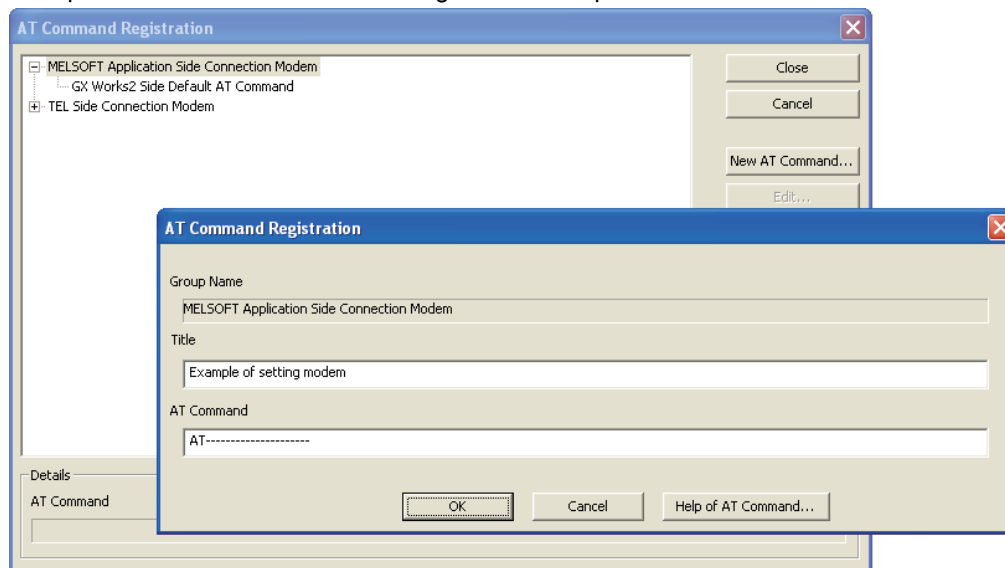 AT Command Registration
MELSOFT Application Side Connection Modem
GX Works2 Side Default AT Command
TEL Side Connection Modem
Close
Cancel
New AT Command...
Edit...
AT Command Registration
Group Name
MELSOFT Application Side Connection Modem
Title
Example of setting modem
AT Command
AT---------------------
Details
AT Command
OK
Cancel
Help of AT Command...